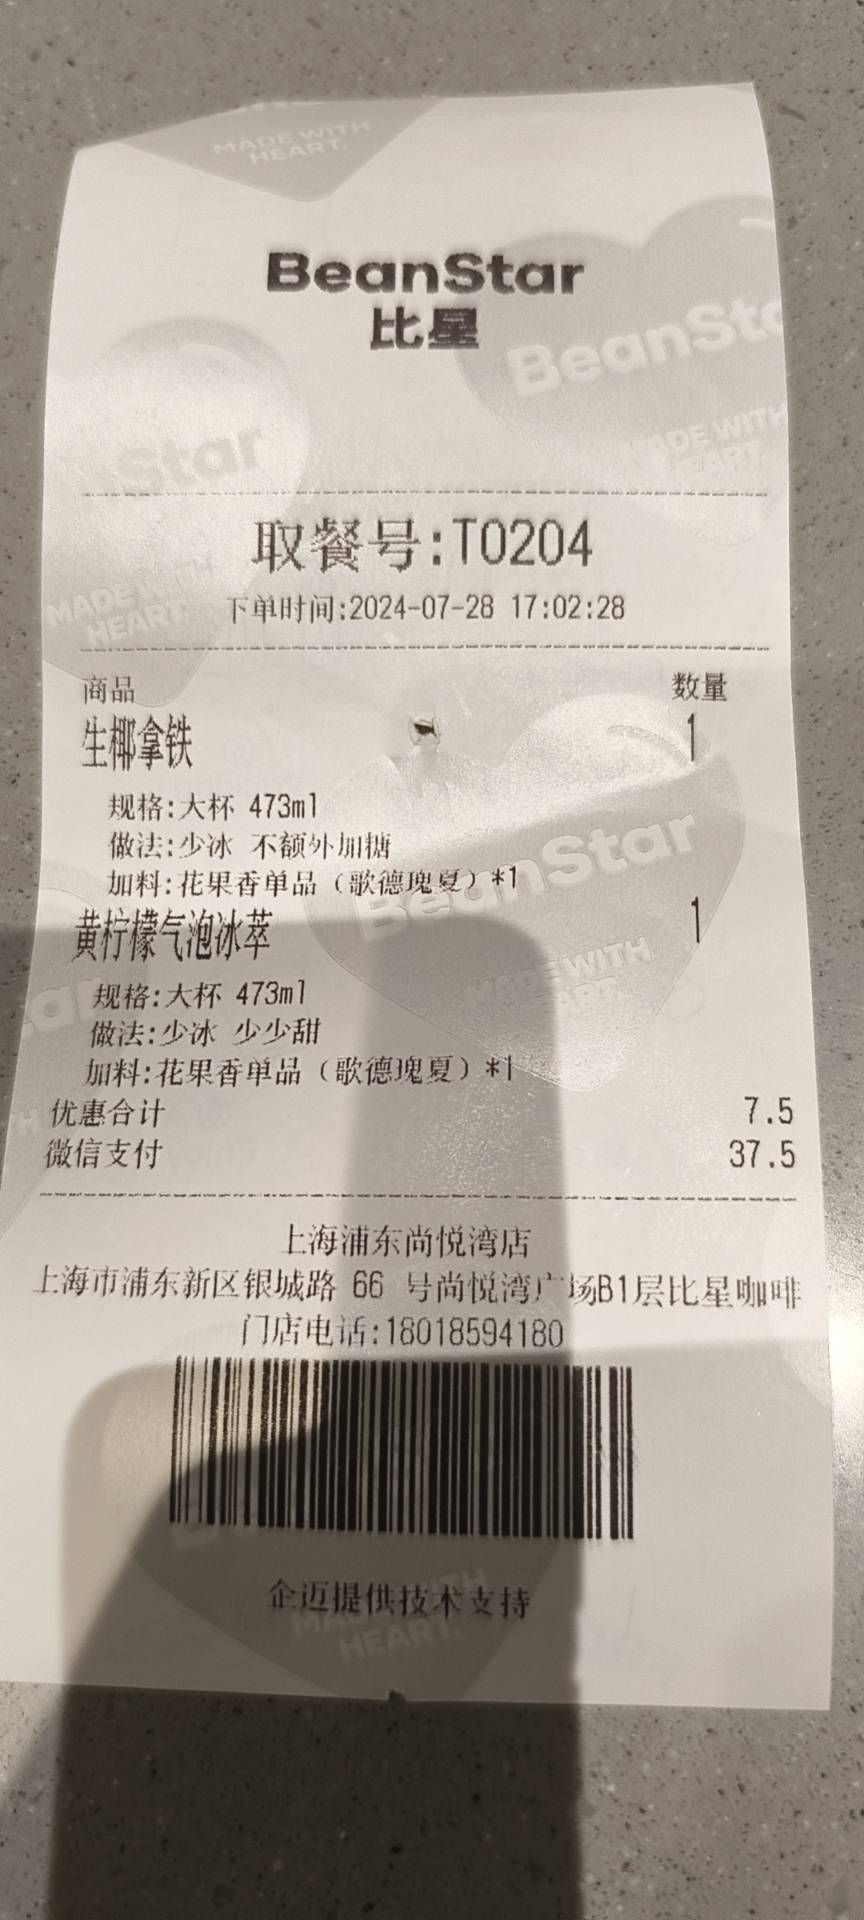 MADE WITH
HEART.
BeanStar
比星
BeanSta
MADE WITH
HEART.
Star
取餐号:T0204
MADE WITH
HEART.
下单时间:2024-07-28 17:02:28
商品 数量
生椰拿铁 1
规格:大杯 473ml
做法:少冰 不额外加糖
加料:花果香单品（歌德瑰夏）*1
BeanStar
黄柠檬气泡冰萃 1
MADE WITH
规格:大杯 473ml
做法:少冰 少少甜
加料:花果香单品（歌德瑰夏）*1
优惠合计 7.5
微信支付 37.5
上海浦东尚悦湾店
上海市浦东新区银城路 66 号尚悦湾广场B1层比星咖啡
门店电话:18018594180
企迈提供技术支持
HEART.